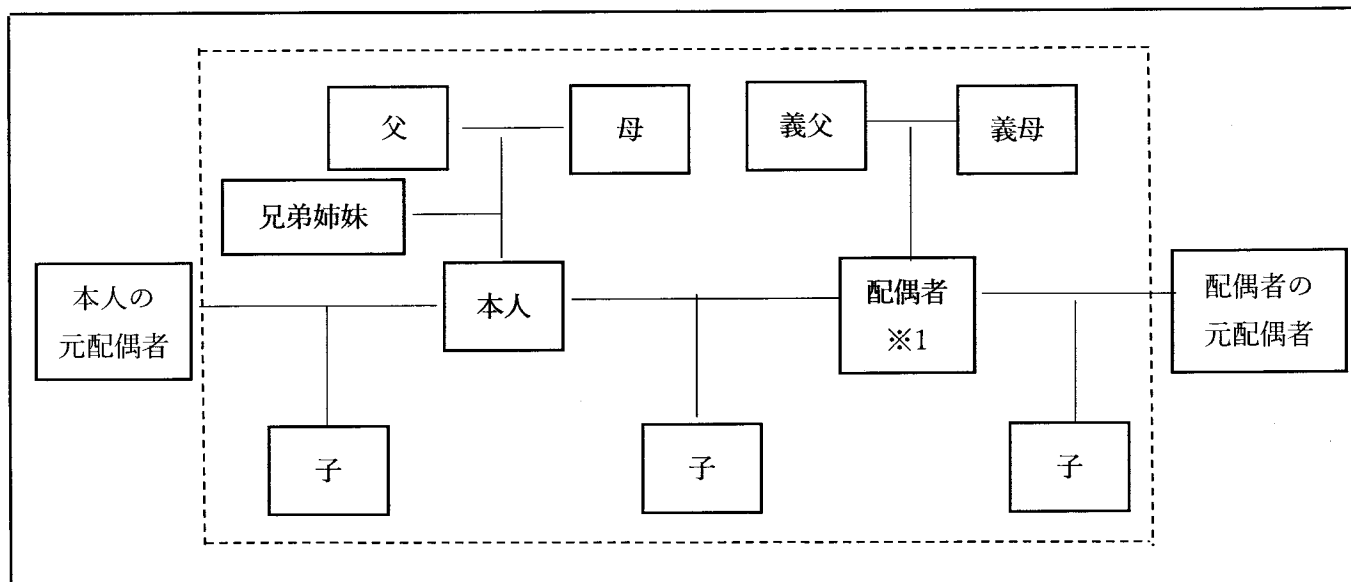 父
母
義父
義母
兄弟姉妹
本人の
元配偶者
本人
配偶者
※1
配偶者の
元配偶者
子
子
子